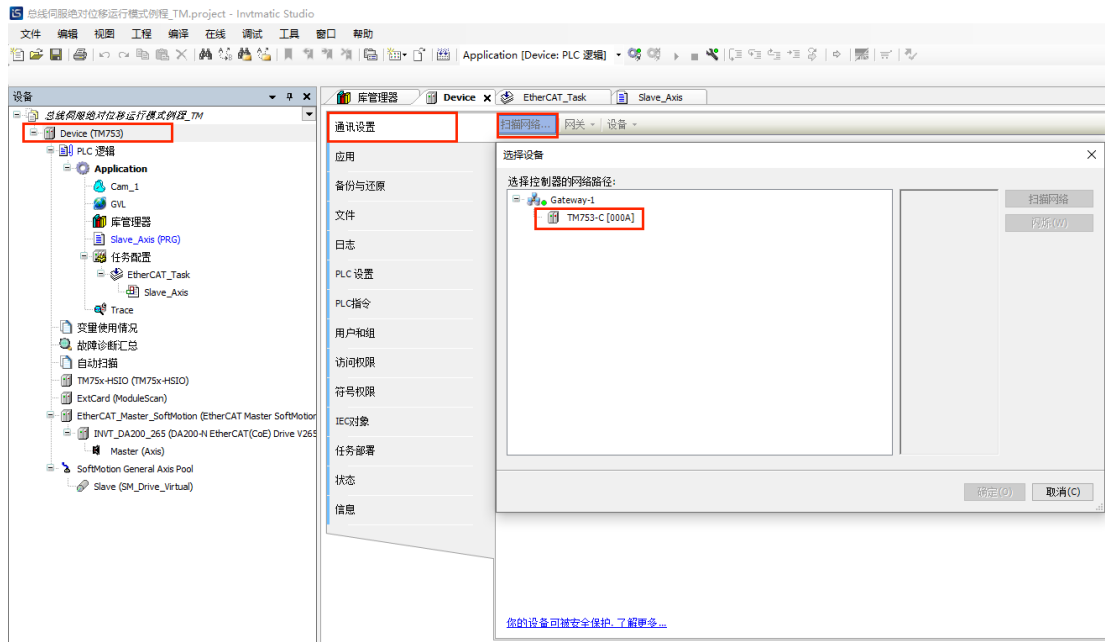 总线伺服绝对位移运行模式例程_TM.project - Invtmatic Studio
文件 编辑 视图 工程 编译 在线 调试 工具 窗口 帮助
Application [Device: PLC 逻辑]
设备
总线伺服绝对位移运行模式例程_TM
Device (TM753)
PLC 逻辑
Application
Cam_1
GVL
库管理器
Slave_Axis (PRG)
任务配置
EtherCAT_Task
Slave_Axis
Trace
变量使用情况
故障诊断汇总
自动扫描
TM75x-HSIO (TM75x-HSIO)
ExtCard (ModuleScan)
EtherCAT_Master_SoftMotion (EtherCAT Master SoftMotion
INVT_DA200_265 (DA200-N EtherCAT(CoE) Drive V265
Master (Axis)
SoftMotion General Axis Pool
Slave (SM_Drive_Virtual)
库管理器 Device EtherCAT_Task Slave_Axis
通讯设置
应用
备份与还原
文件
日志
PLC 设置
PLC指令
用户和组
访问权限
符号权限
IEC对象
任务部署
状态
信息
扫描网络... 网关 设备
选择设备
选择控制器的网络路径:
Gateway-1
TM753-C [000A]
扫描网络
闪烁(W)
确定(O) 取消(C)
你的设备可被安全保护. 了解更多...